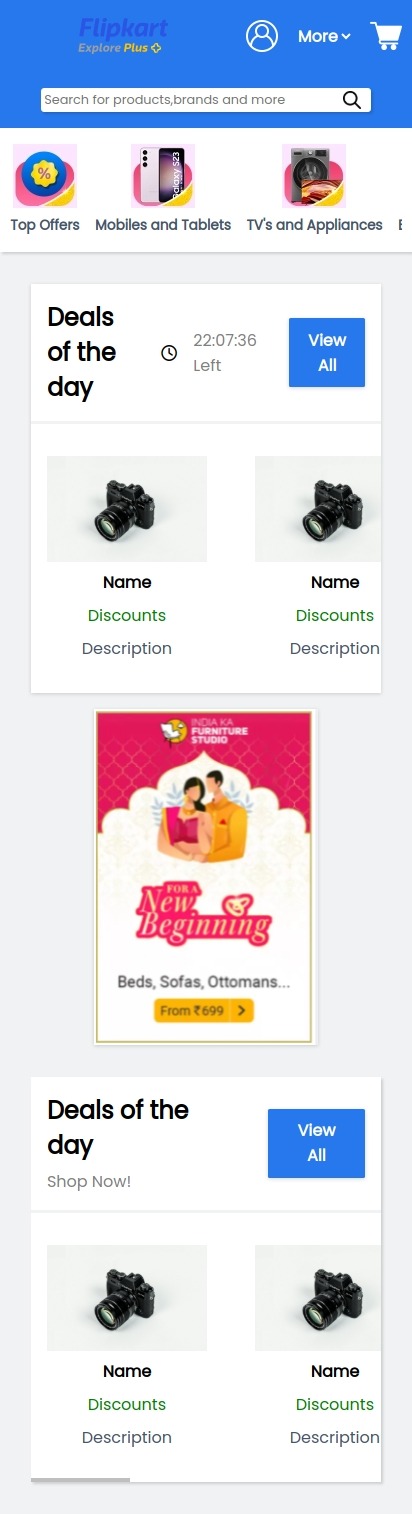 Flipkart
Explore Plus
More
Search for products,brands and more
Galaxy S23
Top Offers
Mobiles and Tablets
TV's and Appliances
Deals
of the
day
22:07:36
Left
View
All
Name
Name
Discounts
Discounts
Description
Description
INDIA KA
FURNITURE
STUDIO
FOR A
New
Beginning
Beds, Sofas, Ottomans...
From ₹699
Deals of the
day
Shop Now!
View
All
Name
Name
Discounts
Discounts
Description
Description